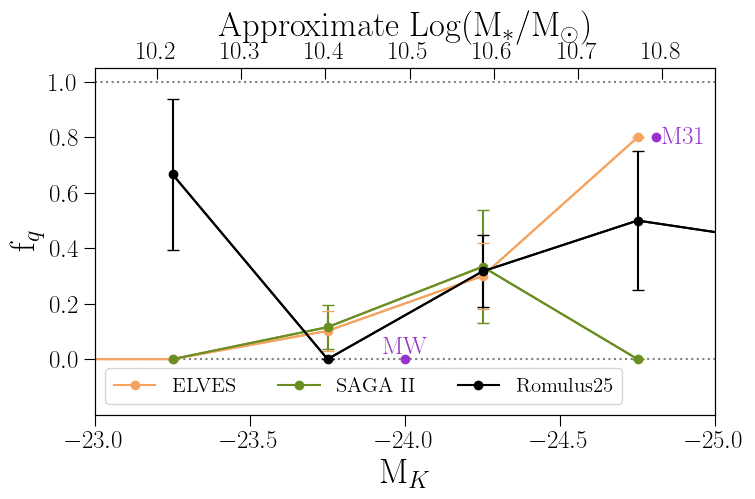 Approximate Log(M*/M☉)
10.2 10.3 10.4 10.5 10.6 10.7 10.8
1.0
0.8
0.6
0.4
0.2
0.0
f_q
M31
MW
ELVES SAGA II Romulus25
−23.0 −23.5 −24.0 −24.5 −25.0
M_K